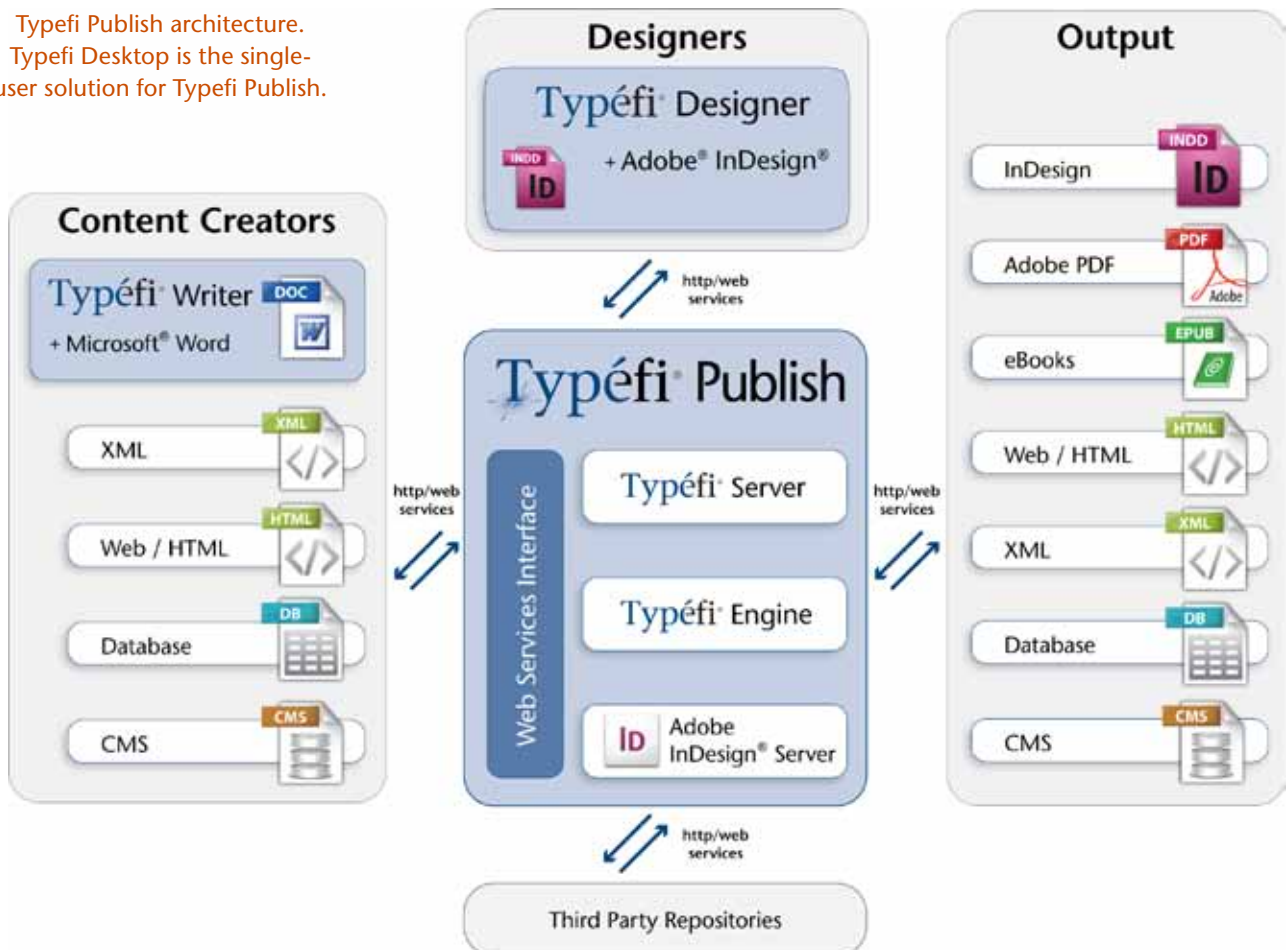 Typefi Publish architecture.
Typefi Desktop is the single-
user solution for Typefi Publish.
Designers
Typéfi® Designer
INDD
ID
+ Adobe® InDesign®
http/web
services
Content Creators
Typéfi® Writer
DOC
W
+ Microsoft® Word
XML
XML
</>
Web / HTML
HTML
</>
Database
DB
CMS
CMS
http/web
services
Typéfi® Publish
Web Services Interface
Typéfi® Server
Typéfi® Engine
ID
Adobe
InDesign® Server
http/web
services
Third Party Repositories
http/web
services
Output
InDesign
INDD
ID
Adobe PDF
PDF
Adobe
eBooks
EPUB
Web / HTML
HTML
</>
XML
XML
</>
Database
DB
CMS
CMS